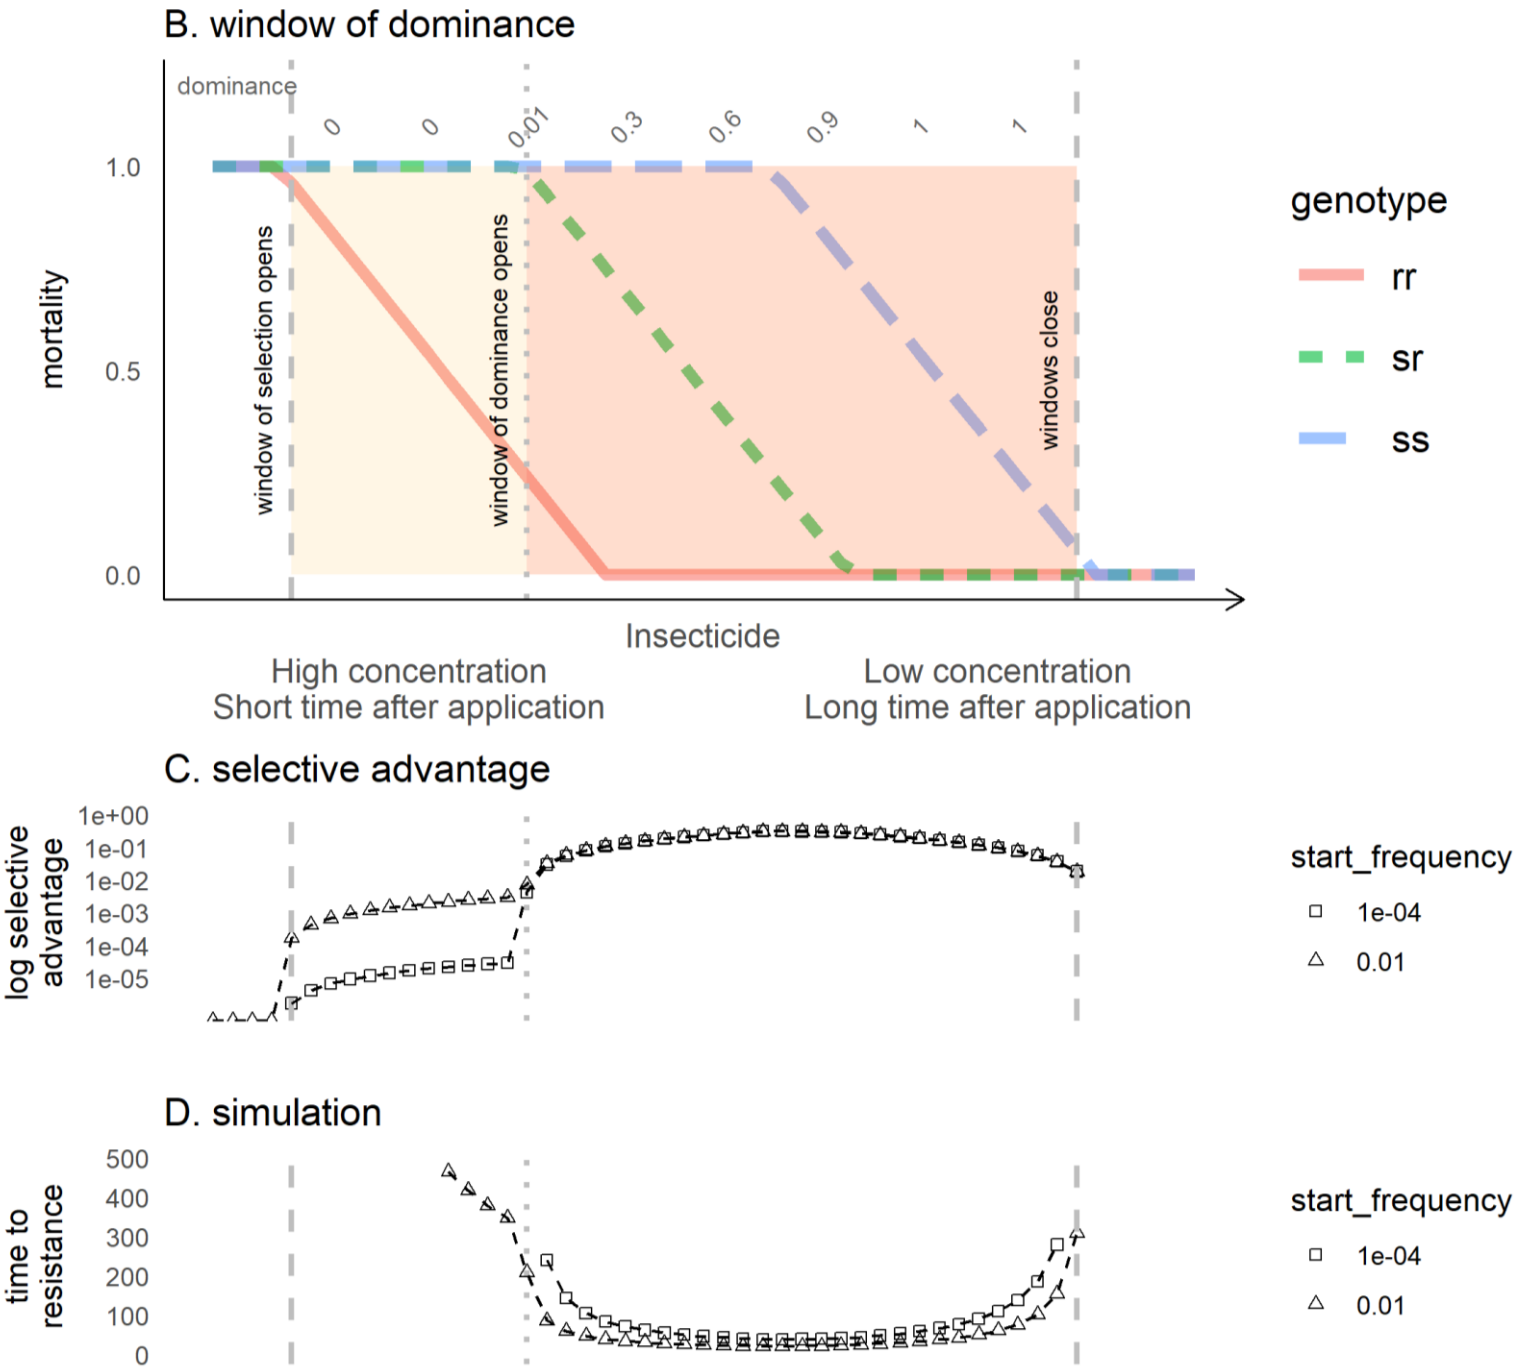 B. window of dominance
dominance
0
0
0.01
0.3
0.6
0.9
1
1
1.0
0.5
0.0
mortality
window of selection opens
window of dominance opens
windows close
Insecticide
High concentration
Short time after application
Low concentration
Long time after application
genotype
rr
sr
ss
C. selective advantage
log selective
advantage
1e+00
1e-01
1e-02
1e-03
1e-04
1e-05
start_frequency
1e-04
0.01
D. simulation
time to
resistance
500
400
300
200
100
0
start_frequency
1e-04
0.01